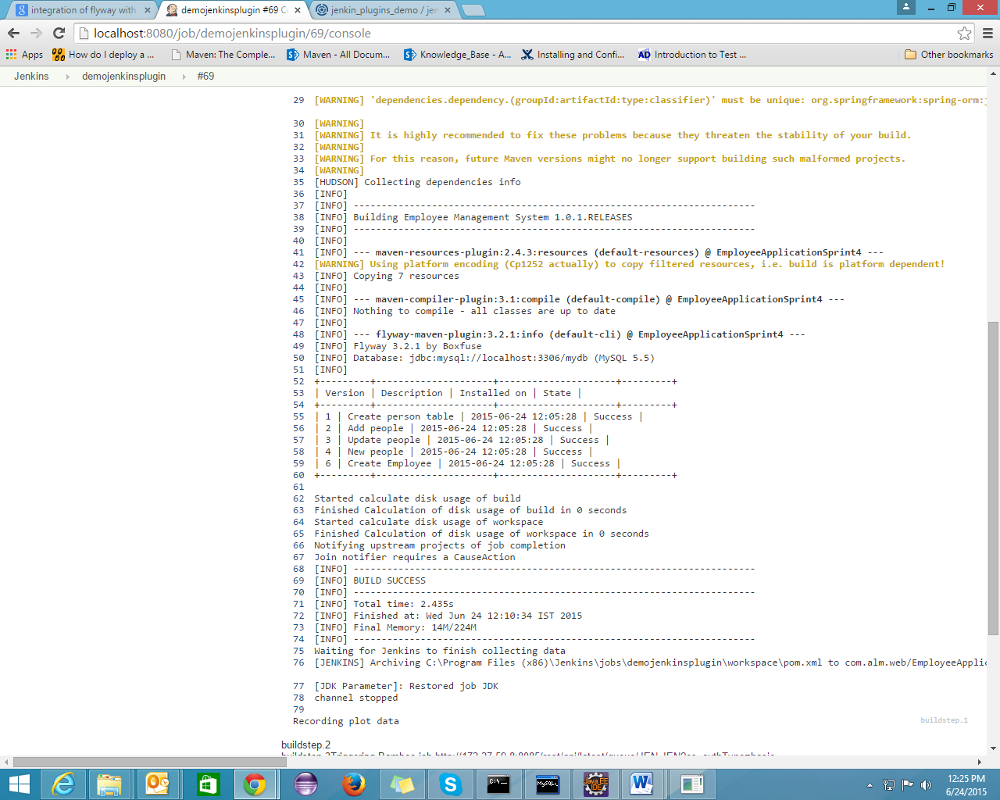 integration of flyway with
demojenkinsplugin #69 Co
jenkin_plugins_demo / jen
localhost:8080/job/demojenkinsplugin/69/console
Apps How do I deploy a ... Maven: The Comple... Maven - All Docum... Knowledge_Base - A... Installing and Confi... AD Introduction to Test ... Other bookmarks
Jenkins demojenkinsplugin #69
29 [WARNING] 'dependencies.dependency.(groupId:artifactId:type:classifier)' must be unique: org.springframework:spring-orm:j
30 [WARNING]
31 [WARNING] It is highly recommended to fix these problems because they threaten the stability of your build.
32 [WARNING]
33 [WARNING] For this reason, future Maven versions might no longer support building such malformed projects.
34 [WARNING]
35 [HUDSON] Collecting dependencies info
36 [INFO]
37 [INFO] ------------------------------------------------------------------------
38 [INFO] Building Employee Management System 1.0.1.RELEASES
39 [INFO] ------------------------------------------------------------------------
40 [INFO]
41 [INFO] --- maven-resources-plugin:2.4.3:resources (default-resources) @ EmployeeApplicationSprint4 ---
42 [WARNING] Using platform encoding (Cp1252 actually) to copy filtered resources, i.e. build is platform dependent!
43 [INFO] Copying 7 resources
44 [INFO]
45 [INFO] --- maven-compiler-plugin:3.1:compile (default-compile) @ EmployeeApplicationSprint4 ---
46 [INFO] Nothing to compile - all classes are up to date
47 [INFO]
48 [INFO] --- flyway-maven-plugin:3.2.1:info (default-cli) @ EmployeeApplicationSprint4 ---
49 [INFO] Flyway 3.2.1 by Boxfuse
50 [INFO] Database: jdbc:mysql://localhost:3306/mydb (MySQL 5.5)
51 [INFO]
52 +---------+---------------------+---------------------+---------+
53 | Version | Description | Installed on | State |
54 +---------+---------------------+---------------------+---------+
55 | 1 | Create person table | 2015-06-24 12:05:28 | Success |
56 | 2 | Add people | 2015-06-24 12:05:28 | Success |
57 | 3 | Update people | 2015-06-24 12:05:28 | Success |
58 | 4 | New people | 2015-06-24 12:05:28 | Success |
59 | 6 | Create Employee | 2015-06-24 12:05:28 | Success |
60 +---------+---------------------+---------------------+---------+
61
62 Started calculate disk usage of build
63 Finished Calculation of disk usage of build in 0 seconds
64 Started calculate disk usage of workspace
65 Finished Calculation of disk usage of workspace in 0 seconds
66 Notifying upstream projects of job completion
67 Join notifier requires a CauseAction
68 [INFO] ------------------------------------------------------------------------
69 [INFO] BUILD SUCCESS
70 [INFO] ------------------------------------------------------------------------
71 [INFO] Total time: 2.435s
72 [INFO] Finished at: Wed Jun 24 12:10:34 IST 2015
73 [INFO] Final Memory: 14M/224M
74 [INFO] ------------------------------------------------------------------------
75 Waiting for Jenkins to finish collecting data
76 [JENKINS] Archiving C:\Program Files (x86)\Jenkins\jobs\demojenkinsplugin\workspace\pom.xml to com.alm.web/EmployeeApplic
77 [JDK Parameter]: Restored job JDK
78 channel stopped
79
Recording plot data
buildstep.1
buildstep.2
12:25 PM
6/24/2015